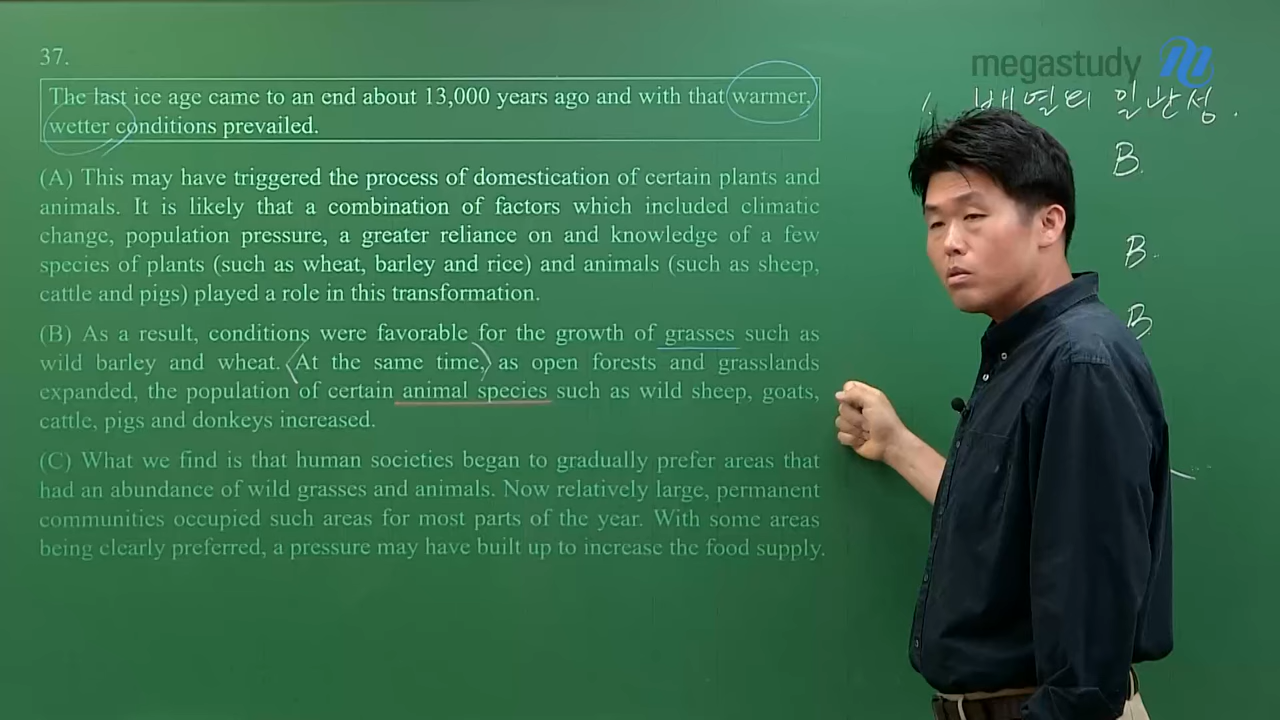 37.
megastudy
The last ice age came to an end about 13,000 years ago and with that warmer,
wetter conditions prevailed.
1. 배열의 일관성.
B.
B.
B
(A) This may have triggered the process of domestication of certain plants and
animals. It is likely that a combination of factors which included climatic
change, population pressure, a greater reliance on and knowledge of a few
species of plants (such as wheat, barley and rice) and animals (such as sheep,
cattle and pigs) played a role in this transformation.
(B) As a result, conditions were favorable for the growth of grasses such as
wild barley and wheat. At the same time, as open forests and grasslands
expanded, the population of certain animal species such as wild sheep, goats,
cattle, pigs and donkeys increased.
(C) What we find is that human societies began to gradually prefer areas that
had an abundance of wild grasses and animals. Now relatively large, permanent
communities occupied such areas for most parts of the year. With some areas
being clearly preferred, a pressure may have built up to increase the food supply.